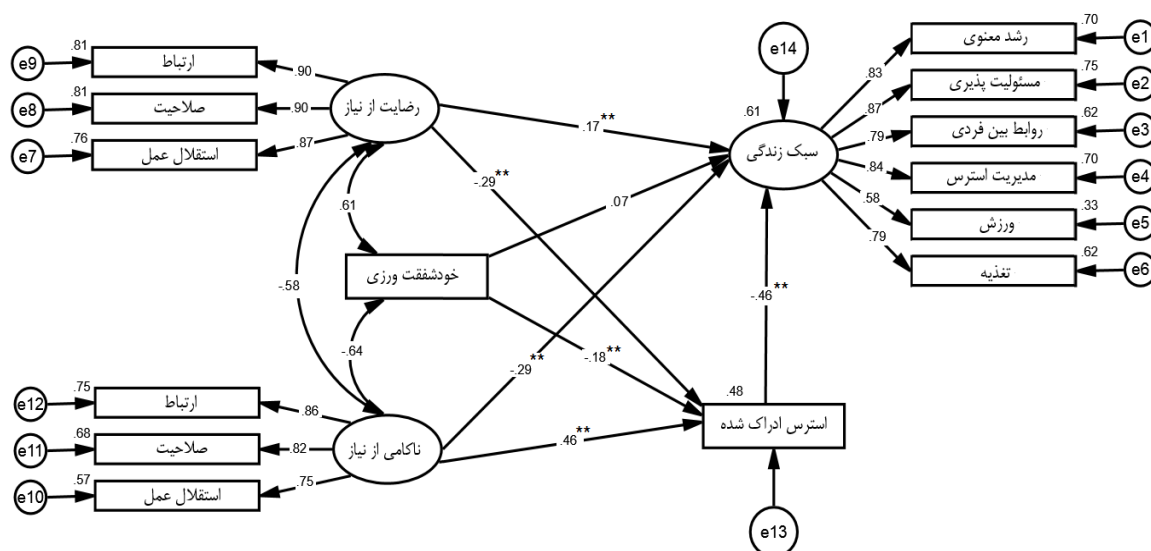 e9
.81
ارتباط
.90
e8
.81
صلاحیت
.90
e7
.76
استقلال عمل
.87
رضایت از نیاز
e14
.61
سبک زندگی
.17**
-.29**
.07
.61
-.58
خودشفقت ورزی
-.64
-.18**
-.29**
-.46**
.46**
.83
رشد معنوی
.70
e1
.87
مسئولیت پذیری
.75
e2
.79
روابط بین فردی
.62
e3
.84
مدیریت استرس
.70
e4
.58
ورزش
.33
e5
.79
تغذیه
.62
e6
e12
.75
ارتباط
.86
e11
.68
صلاحیت
.82
e10
.57
استقلال عمل
.75
ناکامی از نیاز
.48
استرس ادراک شده
e13